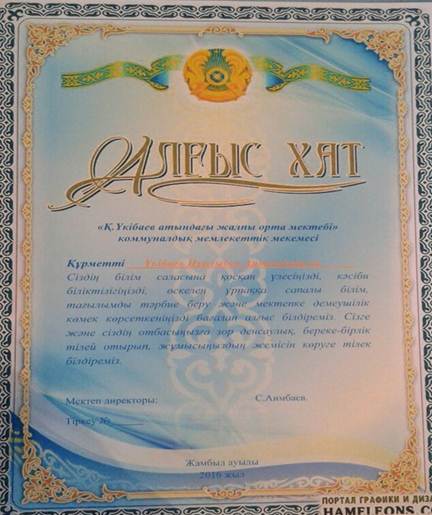 АЛҒЫС ХАТ
«Қ.Үкібаев атындағы жалпы орта мектебі»
коммуналдық мемлекеттік мекемесі
Құрметті
Сіздің білім саласына қосқан үлесіңізді, кәсіби
біліктілігіңізді, өскелең ұрпаққа сапалы білім,
тағылымды тәрбие беру және мектепке демеушілік
көмек көрсеткеніңізді бағалап алғыс білдіреміз. Сізге
және сіздің отбасыңызға зор денсаулық, береке-бірлік
тілей отырып, жұмысыңыздың жемісін көруге тілек
білдіреміз.
Мектеп директоры: С.Аимбаев.
Тіркеу №
Жамбыл ауылы
2016 жыл
ПОРТАЛ ГРАФИКИ И ДИЗА
HAMELEONS.CO